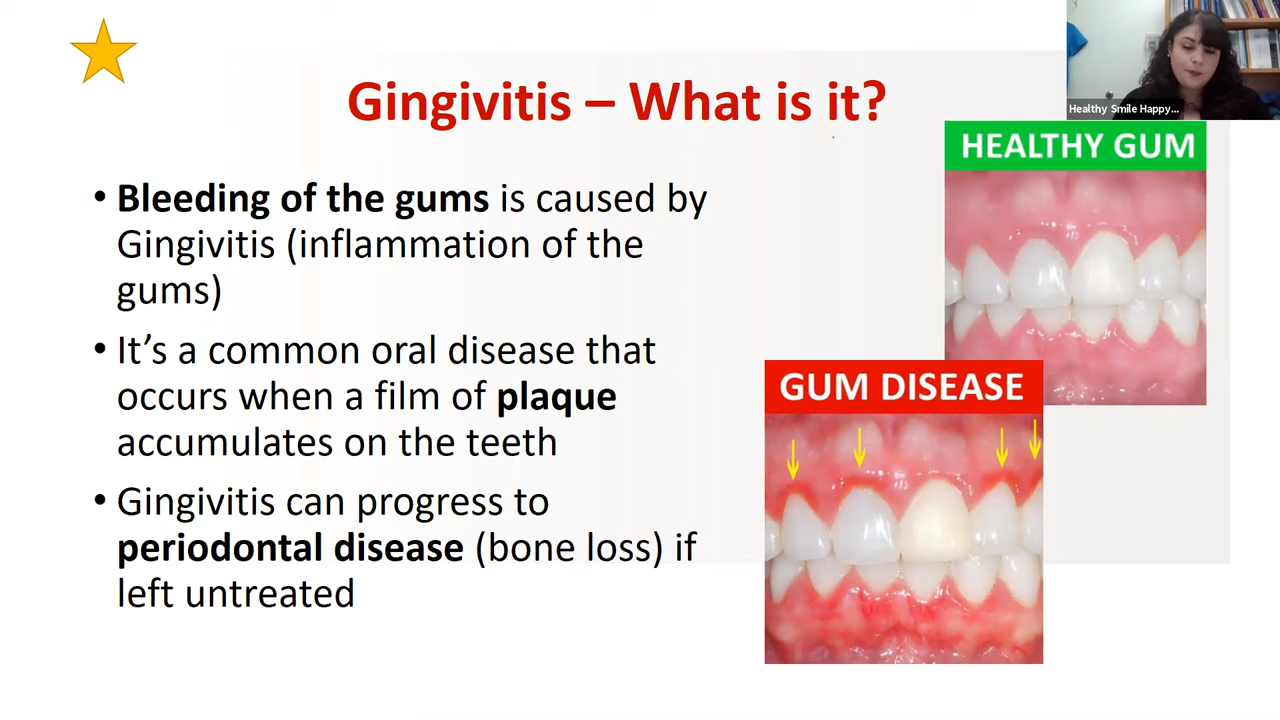 Gingivitis – What is it?
Healthy Smile Happy...
HEALTHY GUM
• Bleeding of the gums is caused by
Gingivitis (inflammation of the
gums)
• It’s a common oral disease that
occurs when a film of plaque
accumulates on the teeth
• Gingivitis can progress to
periodontal disease (bone loss) if
left untreated
GUM DISEASE